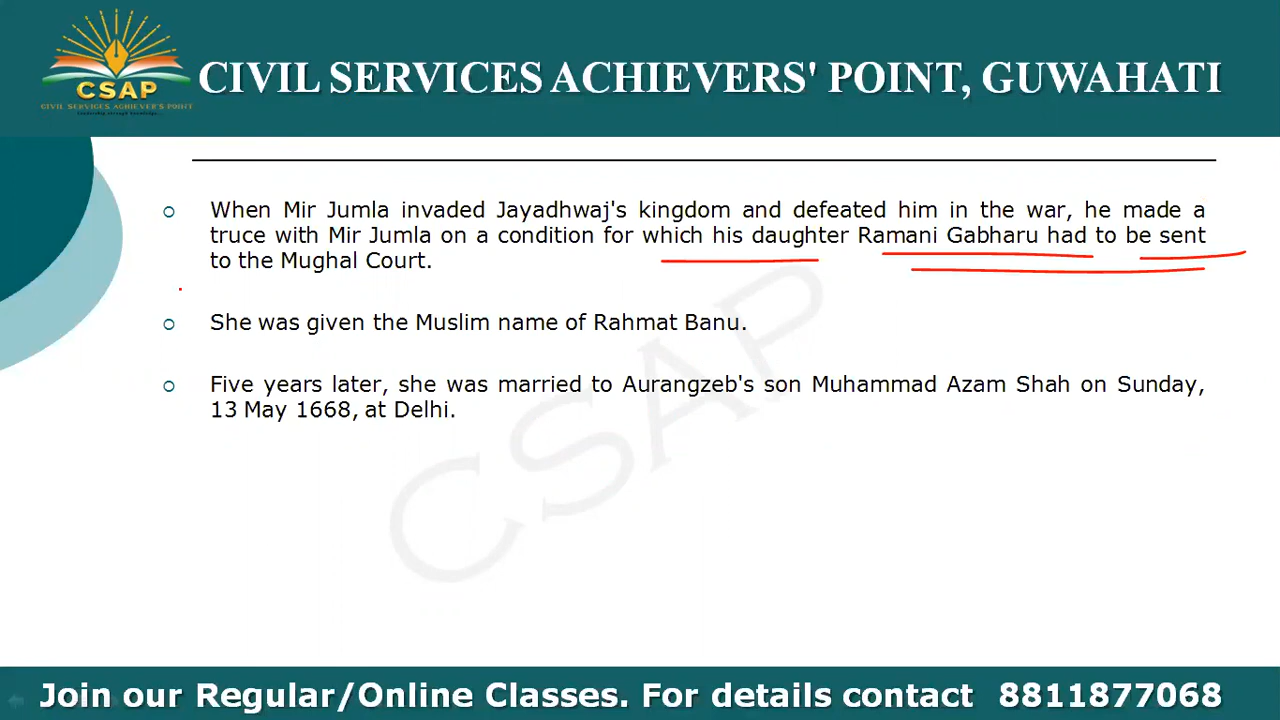 CSAP
CIVIL SERVICES ACHIEVER'S POINT
CIVIL SERVICES ACHIEVERS' POINT, GUWAHATI
When Mir Jumla invaded Jayadhwaj's kingdom and defeated him in the war, he made a
truce with Mir Jumla on a condition for which his daughter Ramani Gabharu had to be sent
to the Mughal Court.
She was given the Muslim name of Rahmat Banu.
Five years later, she was married to Aurangzeb's son Muhammad Azam Shah on Sunday,
13 May 1668, at Delhi.
CSAP
Join our Regular/Online Classes. For details contact 8811877068